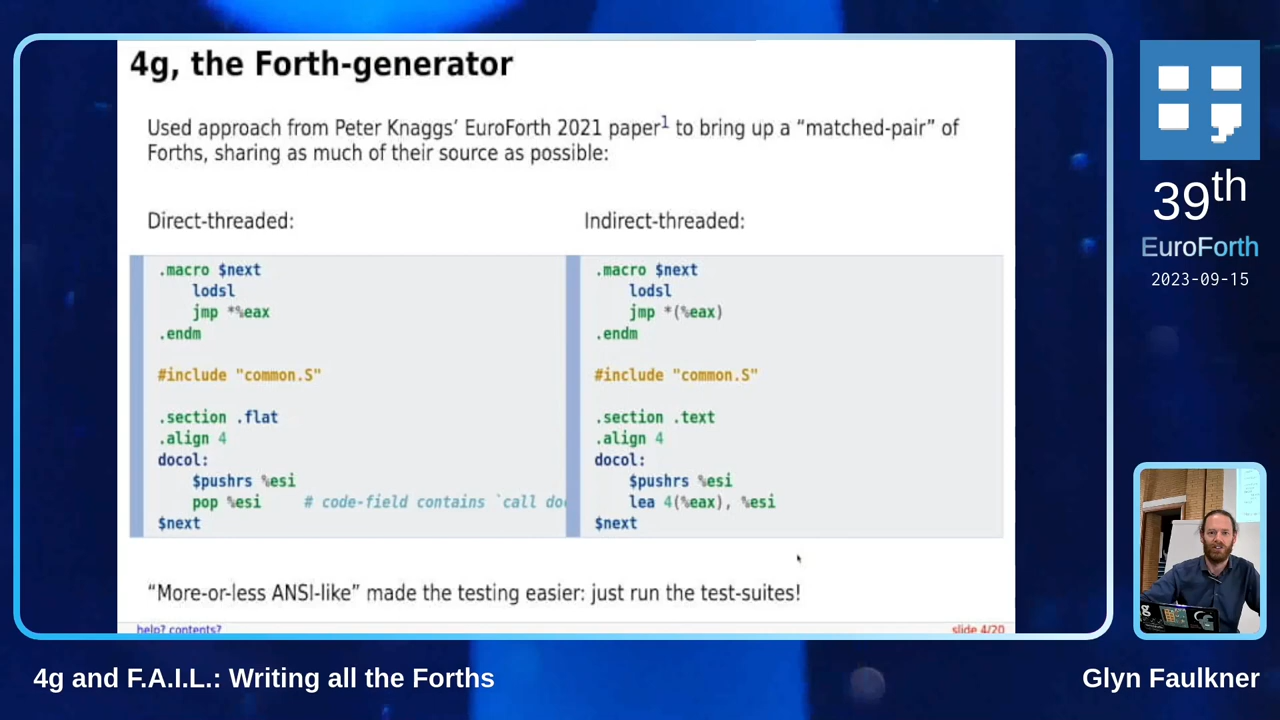 4g, the Forth-generator
Used approach from Peter Knaggs’ EuroForth 2021 paper1 to bring up a “matched-pair” of
Forths, sharing as much of their source as possible:
Direct-threaded:
.macro $next
lodsl
jmp *%eax
.endm
#include "common.S"
.section .flat
.align 4
docol:
$pushrs %esi
pop %esi # code-field contains `call do
$next
Indirect-threaded:
.macro $next
lodsl
jmp *(%eax)
.endm
#include "common.S"
.section .text
.align 4
docol:
$pushrs %esi
lea 4(%eax), %esi
$next
“More-or-less ANSI-like” made the testing easier: just run the test-suites!
help? contents?
slide 4/20
39th
EuroForth
2023-09-15
4g and F.A.I.L.: Writing all the Forths
Glyn Faulkner